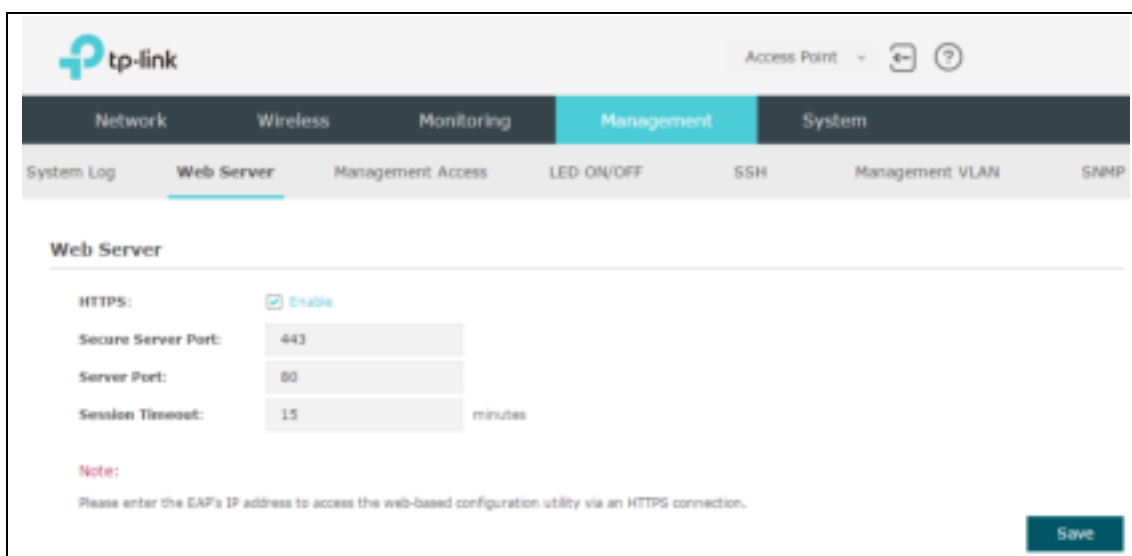 tp-link
Access Point
Network Wireless Monitoring Management System
System Log Web Server Management Access LED ON/OFF SSH Management VLAN SNMP
Web Server
HTTPS: Enable
Secure Server Port: 443
Server Port: 80
Session Timeout: 15 minutes
Note:
Please enter the EAP's IP address to access the web-based configuration utility via an HTTPS connection.
Save